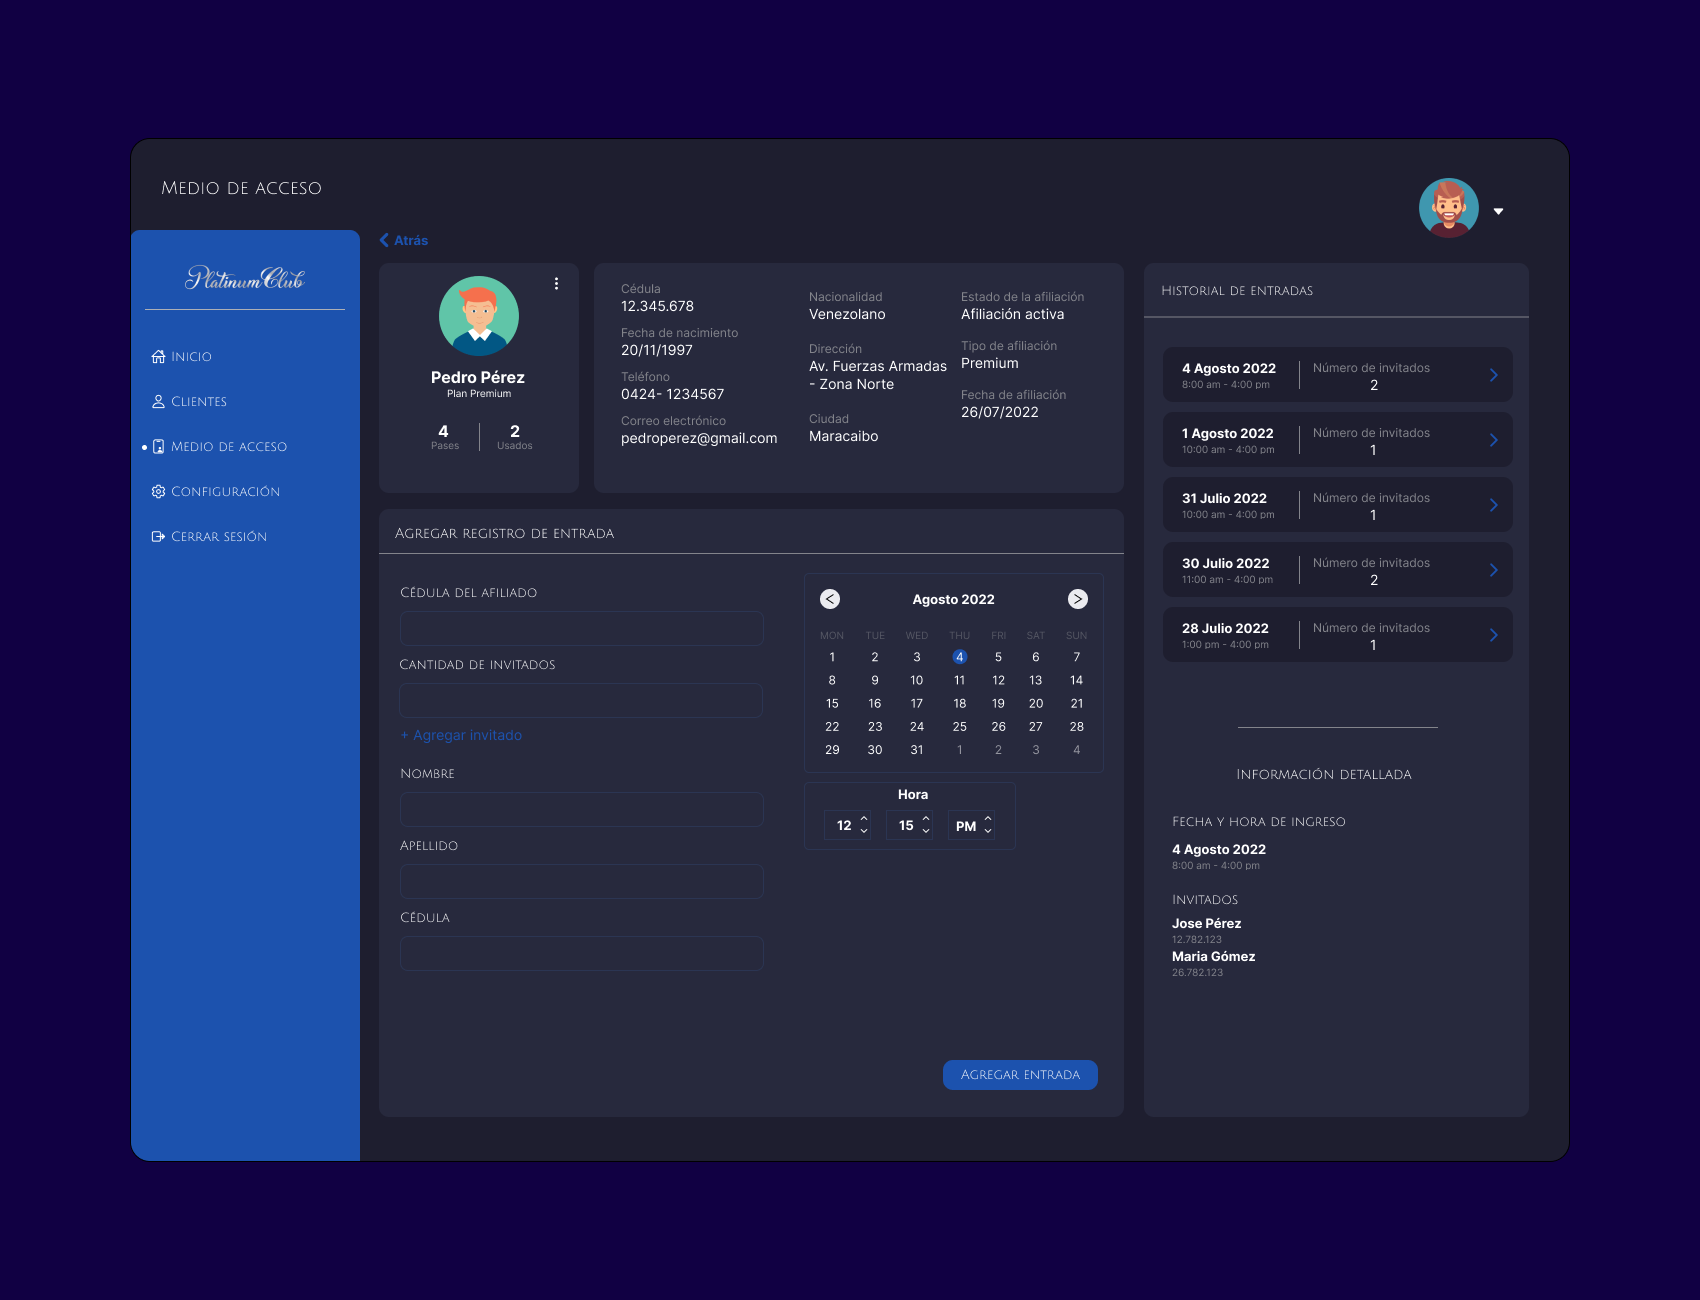 Medio de acceso
Platinum Club
Inicio
Clientes
Medio de acceso
Configuración
Cerrar sesión
Atrás
Pedro Pérez
Plan Premium
4 2
Pases Usados
Cédula
12.345.678
Fecha de nacimiento
20/11/1997
Teléfono
0424- 1234567
Correo electrónico
pedroperez@gmail.com
Nacionalidad
Venezolano
Dirección
Av. Fuerzas Armadas
- Zona Norte
Ciudad
Maracaibo
Estado de la afiliación
Afiliación activa
Tipo de afiliación
Premium
Fecha de afiliación
26/07/2022
Agregar registro de entrada
Cédula del afiliado
Cantidad de invitados
+ Agregar invitado
Nombre
Apellido
Cédula
Agosto 2022
MON TUE WED THU FRI SAT SUN
1 2 3 4 5 6 7
8 9 10 11 12 13 14
15 16 17 18 19 20 21
22 23 24 25 26 27 28
29 30 31 1 2 3 4
Hora
12 15 PM
Agregar entrada
Historial de entradas
4 Agosto 2022
8:00 am - 4:00 pm
Número de invitados
2
1 Agosto 2022
10:00 am - 4:00 pm
Número de invitados
1
31 Julio 2022
10:00 am - 4:00 pm
Número de invitados
1
30 Julio 2022
11:00 am - 4:00 pm
Número de invitados
2
28 Julio 2022
1:00 pm - 4:00 pm
Número de invitados
1
Información detallada
Fecha y hora de ingreso
4 Agosto 2022
8:00 am - 4:00 pm
Invitados
Jose Pérez
12.782.123
Maria Gómez
26.782.123